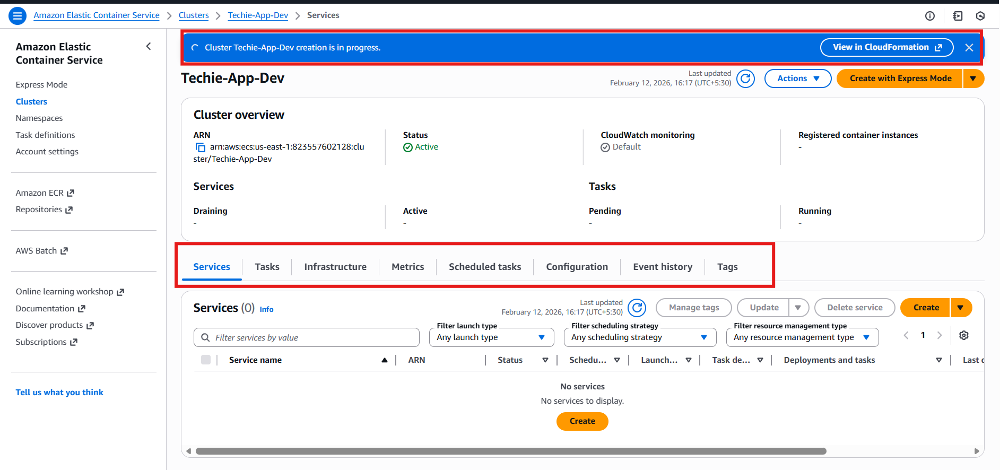 Amazon Elastic Container Service
Clusters
Techie-App-Dev
Services
Amazon Elastic
Container Service
Express Mode
Clusters
Namespaces
Task definitions
Account settings
Amazon ECR
Repositories
AWS Batch
Online learning workshop
Documentation
Discover products
Subscriptions
Tell us what you think
Cluster Techie-App-Dev creation is in progress.
View in CloudFormation
Techie-App-Dev
Last updated
February 12, 2026, 16:17 (UTC+5:30)
Actions
Create with Express Mode
Cluster overview
ARN
arn:aws:ecs:us-east-1:823557602128:clu
ster/Techie-App-Dev
Status
Active
CloudWatch monitoring
Default
Registered container instances
-
Services
Tasks
Draining
-
Active
-
Pending
-
Running
-
Services
Tasks
Infrastructure
Metrics
Scheduled tasks
Configuration
Event history
Tags
Services (0) Info
Last updated
February 12, 2026, 16:17 (UTC+5:30)
Manage tags
Update
Delete service
Create
Filter services by value
Filter launch type
Any launch type
Filter scheduling strategy
Any scheduling strategy
Filter resource management type
Any resource management type
1
Service name
ARN
Status
Schedu...
Launch...
Task de...
Deployments and tasks
Last
No services
No services to display.
Create